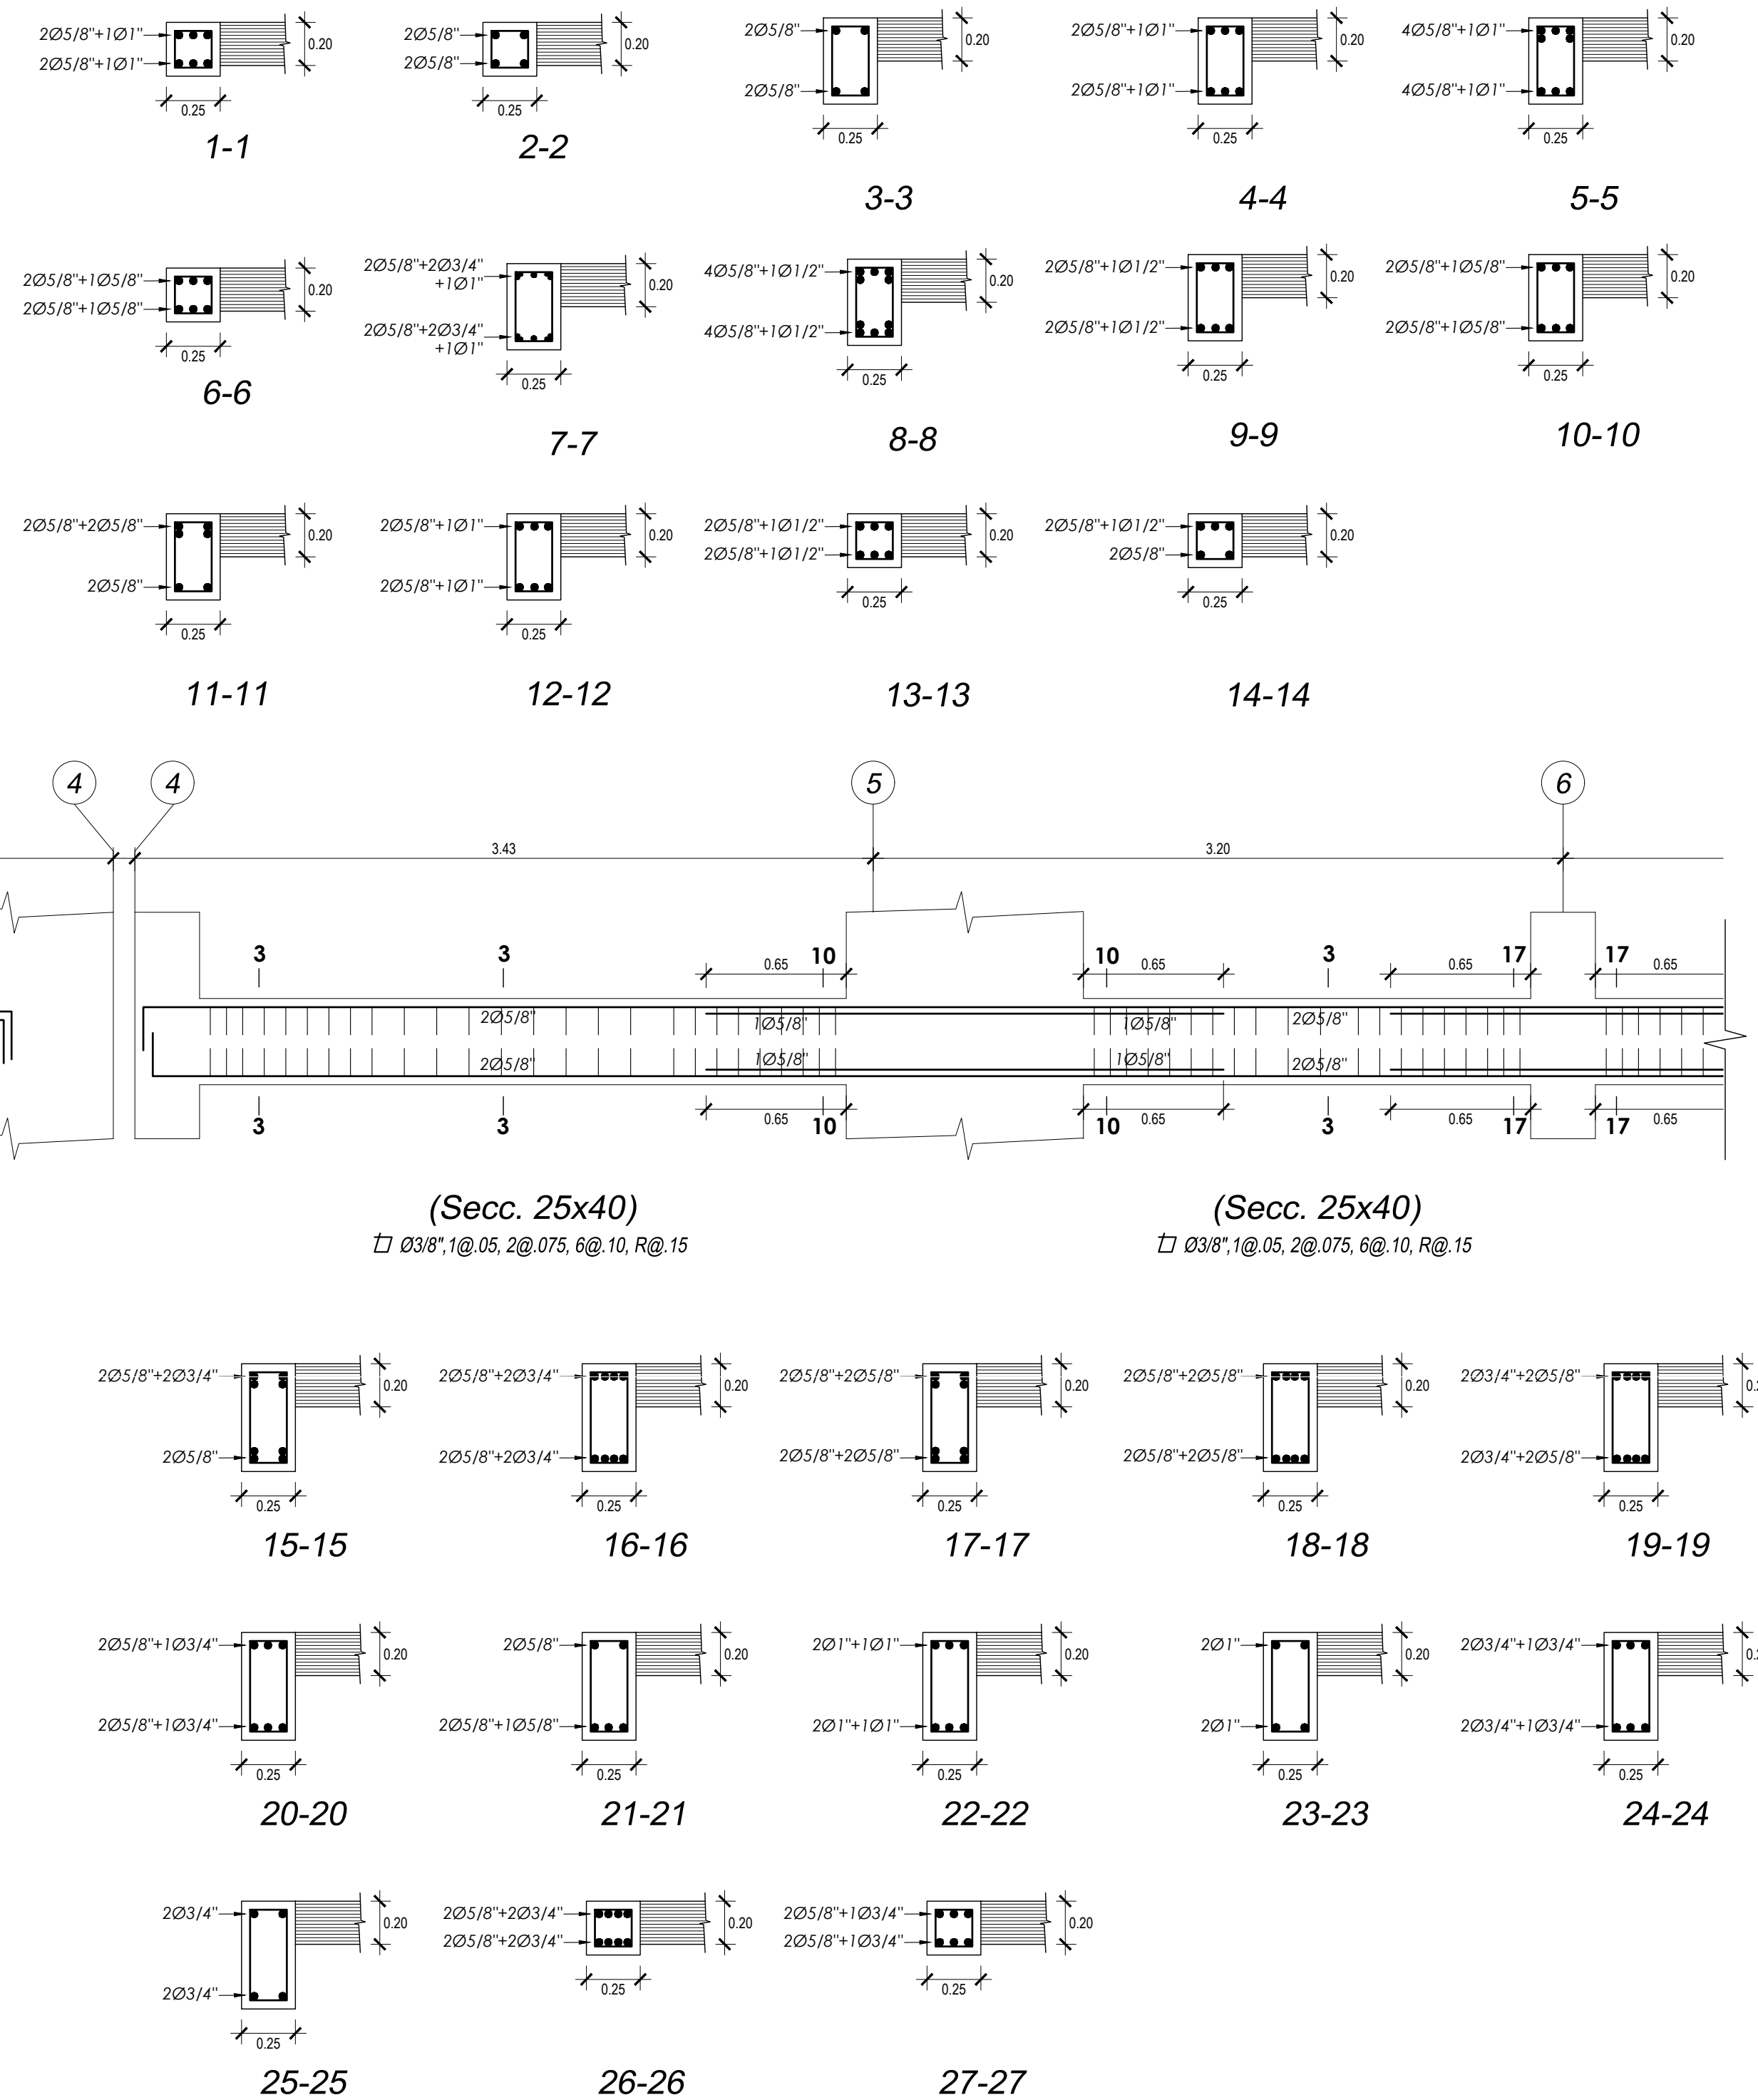 2Ø5/8"+1Ø1"
2Ø5/8"+1Ø1"
0.20
0.25
1-1
2Ø5/8"
2Ø5/8"
0.20
0.25
2-2
2Ø5/8"
2Ø5/8"
0.20
0.25
3-3
2Ø5/8"+1Ø1"
2Ø5/8"+1Ø1"
0.20
0.25
4-4
4Ø5/8"+1Ø1"
4Ø5/8"+1Ø1"
0.20
0.25
5-5
2Ø5/8"+1Ø5/8"
2Ø5/8"+1Ø5/8"
0.20
0.25
6-6
2Ø5/8"+2Ø3/4"
+1Ø1"
2Ø5/8"+2Ø3/4"
+1Ø1"
0.20
0.25
7-7
4Ø5/8"+1Ø1/2"
4Ø5/8"+1Ø1/2"
0.20
0.25
8-8
2Ø5/8"+1Ø1/2"
2Ø5/8"+1Ø1/2"
0.20
0.25
9-9
2Ø5/8"+1Ø5/8"
2Ø5/8"+1Ø5/8"
0.20
0.25
10-10
2Ø5/8"+2Ø5/8"
2Ø5/8"
0.20
0.25
11-11
2Ø5/8"+1Ø1"
2Ø5/8"+1Ø1"
0.20
0.25
12-12
2Ø5/8"+1Ø1/2"
2Ø5/8"+1Ø1/2"
0.20
0.25
13-13
2Ø5/8"+1Ø1/2"
2Ø5/8"
0.20
0.25
14-14
4 4 5 6
3.43 3.20
3 3 0.65 10 10 0.65 3 0.65 17 17 0.65
2Ø5/8" 1Ø5/8" 1Ø5/8" 2Ø5/8"
2Ø5/8" 1Ø5/8" 1Ø5/8" 2Ø5/8"
3 3 0.65 10 10 0.65 3 0.65 17 17 0.65
(Secc. 25x40)
Ø3/8",1@.05, 2@.075, 6@.10, R@.15
(Secc. 25x40)
Ø3/8",1@.05, 2@.075, 6@.10, R@.15
2Ø5/8"+2Ø3/4"
2Ø5/8"
0.20
0.25
15-15
2Ø5/8"+2Ø3/4"
2Ø5/8"+2Ø3/4"
0.20
0.25
16-16
2Ø5/8"+2Ø5/8"
2Ø5/8"+2Ø5/8"
0.20
0.25
17-17
2Ø5/8"+2Ø5/8"
2Ø5/8"+2Ø5/8"
0.20
0.25
18-18
2Ø3/4"+2Ø5/8"
2Ø3/4"+2Ø5/8"
0.25
19-19
2Ø5/8"+1Ø3/4"
2Ø5/8"+1Ø3/4"
0.20
0.25
20-20
2Ø5/8"
2Ø5/8"+1Ø5/8"
0.20
0.25
21-21
2Ø1"+1Ø1"
2Ø1"+1Ø1"
0.20
0.25
22-22
2Ø1"
2Ø1"
0.20
0.25
23-23
2Ø3/4"+1Ø3/4"
2Ø3/4"+1Ø3/4"
0.25
24-24
2Ø3/4"
2Ø3/4"
0.20
0.25
25-25
2Ø5/8"+2Ø3/4"
2Ø5/8"+2Ø3/4"
0.20
0.25
26-26
2Ø5/8"+1Ø3/4"
2Ø5/8"+1Ø3/4"
0.20
0.25
27-27